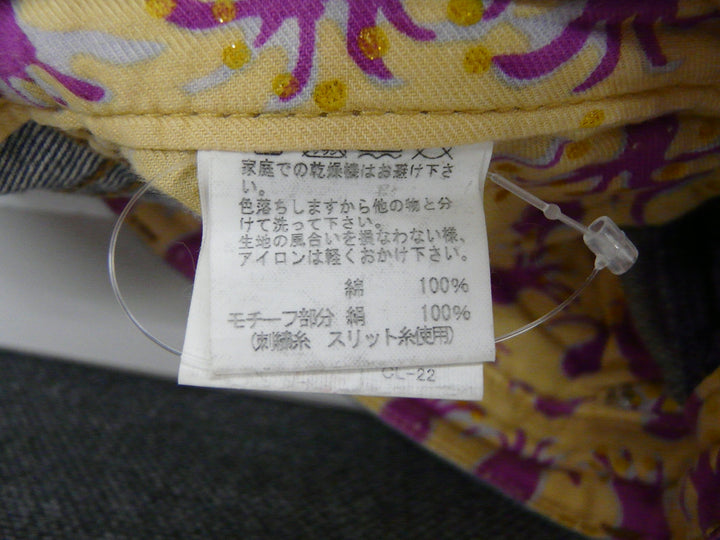 家庭での乾燥機はお避け下さ
い。
色落ちしますから他の物と分
けて洗って下さい。
生地の風合いを損なわない様、
アイロンは軽くおかけ下さい。
綿 100%
モチーフ部分 絹 100%
(刺繍糸 スリット糸使用)
CL-22